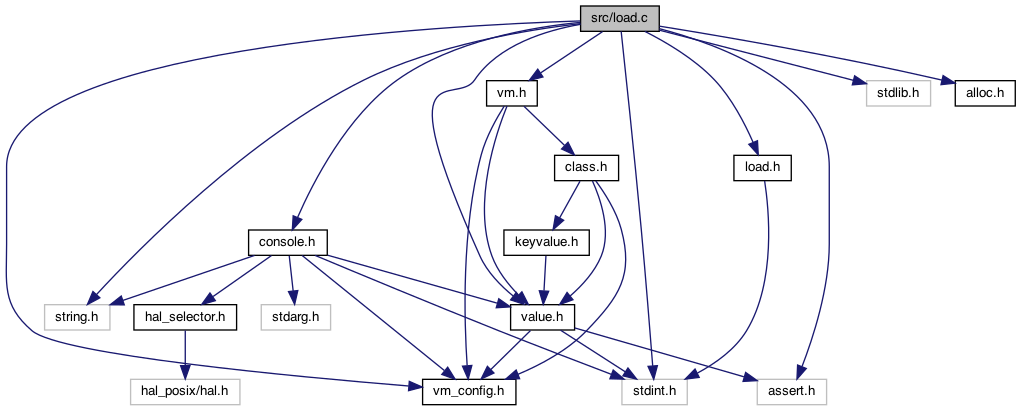 src/load.c
vm.h
stdlib.h
alloc.h
class.h
load.h
console.h
keyvalue.h
string.h
hal_selector.h
stdarg.h
value.h
hal_posix/hal.h
vm_config.h
stdint.h
assert.h